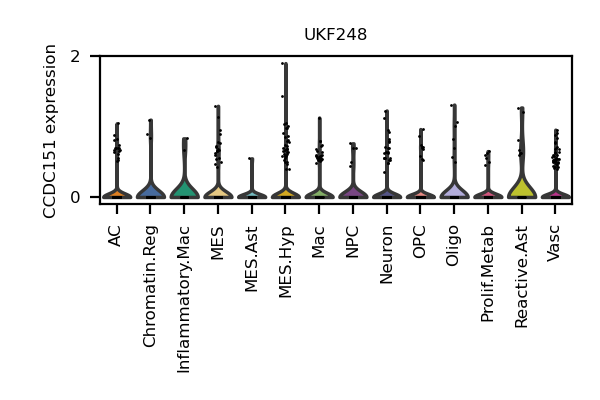 UKF248
CCDC151 expression
2
0
AC
Chromatin.Reg
Inflammatory.Mac
MES
MES.Ast
MES.Hyp
Mac
NPC
Neuron
OPC
Oligo
Prolif.Metab
Reactive.Ast
Vasc